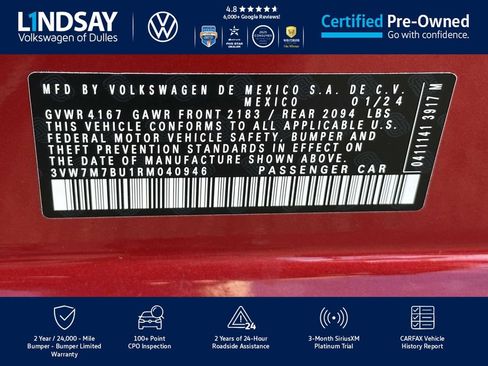 LINDSAY
Volkswagen of Dulles
4.8 ★★★★★
6,000+ Google Reviews!
Certified Pre-Owned
Go with confidence.
MFD BY VOLKSWAGEN DE MEXICO S.A. DE C.V.
MEXICO 01/24
GVWR 4167 GAWR FRONT 2183 / REAR 2094 LBS
THIS VEHICLE CONFORMS TO ALL APPLICABLE U.S.
FEDERAL MOTOR VEHICLE SAFETY, BUMPER AND
THEFT PREVENTION STANDARDS IN EFFECT ON
THE DATE OF MANUFACTURE SHOWN ABOVE
3VW7M7BU1RM040946 PASSENGER CAR
0411141 3917 M
2 Year / 24,000 - Mile
Bumper - Bumper Limited
Warranty
100+ Point
CPO Inspection
24
2 Years of 24-Hour
Roadside Assistance
3-Month SiriusXM
Platinum Trial
CARFAX Vehicle
History Report